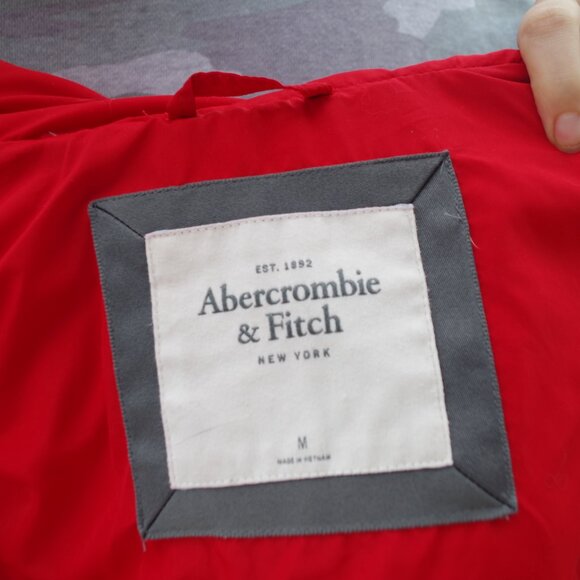 EST. 1892
Abercrombie
& Fitch
NEW YORK
M
MADE IN VIETNAM